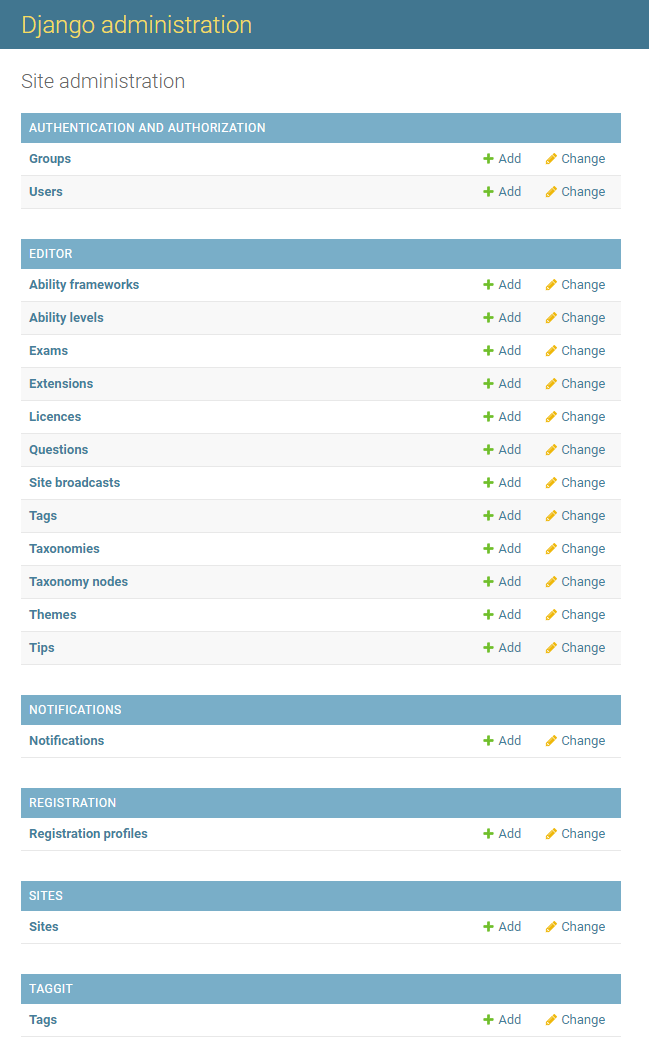 Django administration
Site administration
AUTHENTICATION AND AUTHORIZATION
Groups Add Change
Users Add Change
EDITOR
Ability frameworks Add Change
Ability levels Add Change
Exams Add Change
Extensions Add Change
Licences Add Change
Questions Add Change
Site broadcasts Add Change
Tags Add Change
Taxonomies Add Change
Taxonomy nodes Add Change
Themes Add Change
Tips Add Change
NOTIFICATIONS
Notifications Add Change
REGISTRATION
Registration profiles Add Change
SITES
Sites Add Change
TAGGIT
Tags Add Change